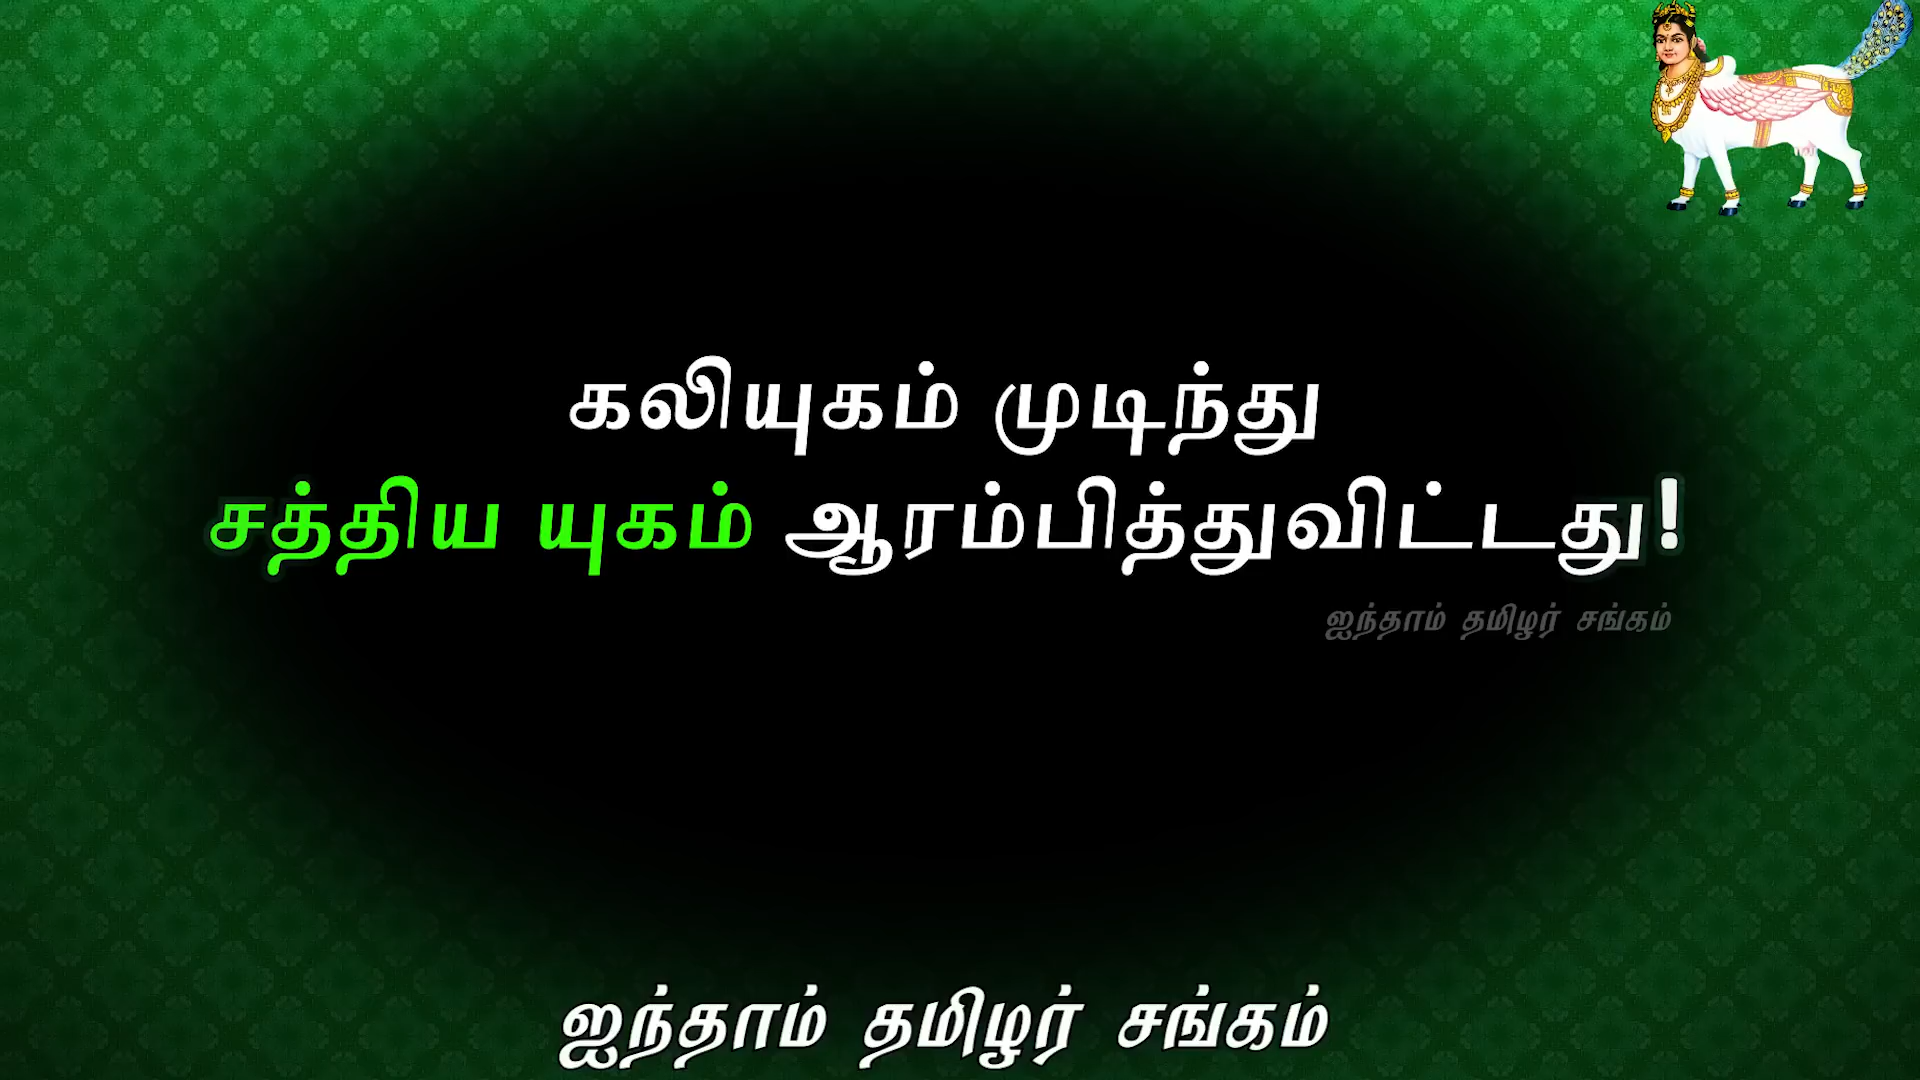 கலியுகம் முடிந்து
சத்திய யுகம் ஆரம்பித்துவிட்டது!
ஐந்தாம் தமிழர் சங்கம்
ஐந்தாம் தமிழர் சங்கம்